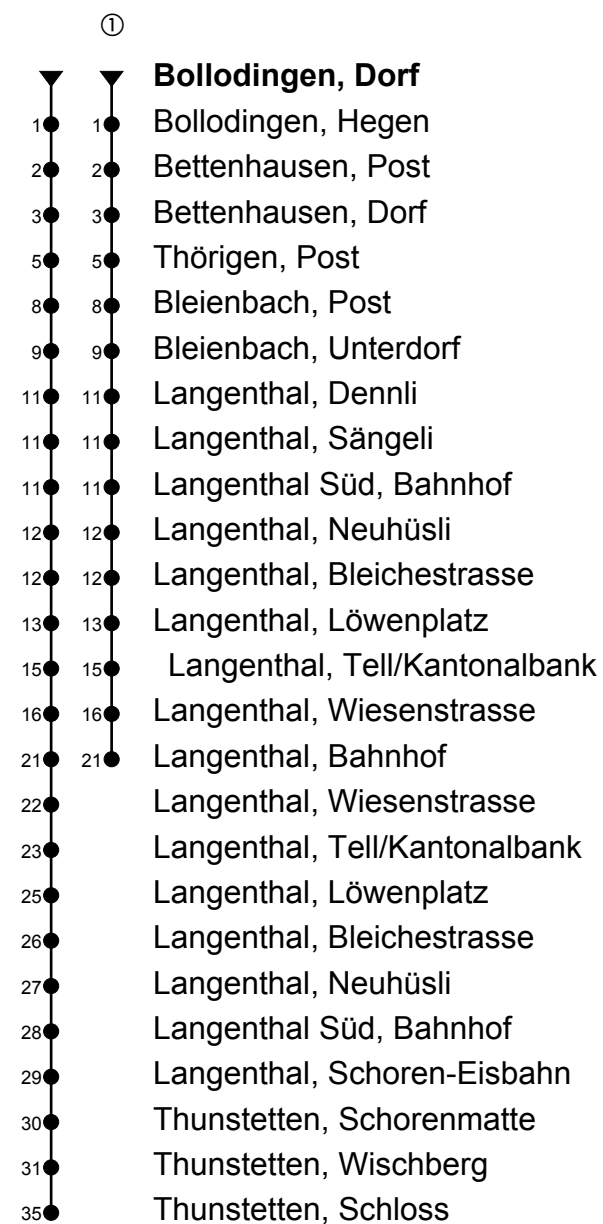 ①
Bollodingen, Dorf
1 1 Bollodingen, Hegen
2 2 Bettenhausen, Post
3 3 Bettenhausen, Dorf
5 5 Thörigen, Post
8 8 Bleienbach, Post
9 9 Bleienbach, Unterdorf
11 11 Langenthal, Dennli
11 11 Langenthal, Sängeli
11 11 Langenthal Süd, Bahnhof
12 12 Langenthal, Neuhüsli
12 12 Langenthal, Bleichestrasse
13 13 Langenthal, Löwenplatz
15 15 Langenthal, Tell/Kantonalbank
16 16 Langenthal, Wiesenstrasse
21 21 Langenthal, Bahnhof
22 Langenthal, Wiesenstrasse
23 Langenthal, Tell/Kantonalbank
25 Langenthal, Löwenplatz
26 Langenthal, Bleichestrasse
27 Langenthal, Neuhüsli
28 Langenthal Süd, Bahnhof
29 Langenthal, Schoren-Eisbahn
30 Thunstetten, Schorenmatte
31 Thunstetten, Wischberg
35 Thunstetten, Schloss